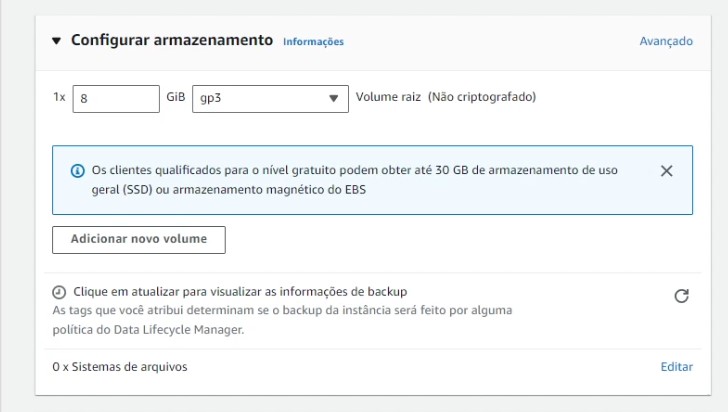 Configurar armazenamento Informações Avançado
1x 8 GiB gp3 Volume raiz (Não criptografado)
Os clientes qualificados para o nível gratuito podem obter até 30 GB de armazenamento de uso
geral (SSD) ou armazenamento magnético do EBS
Adicionar novo volume
Clique em atualizar para visualizar as informações de backup
As tags que você atribui determinam se o backup da instância será feito por alguma
política do Data Lifecycle Manager.
0 x Sistemas de arquivos Editar